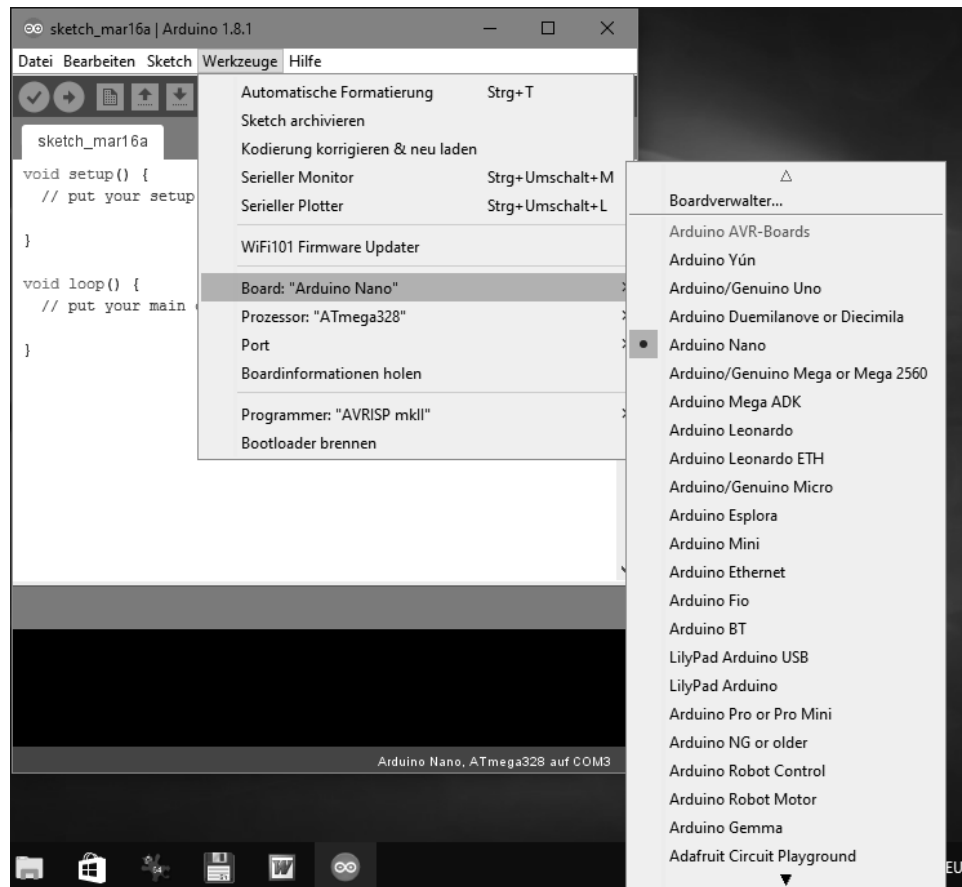 sketch_mar16a | Arduino 1.8.1
Datei Bearbeiten Sketch Werkzeuge Hilfe
sketch_mar16a
void setup() {
// put your setup
}
void loop() {
// put your main
}
Automatische Formatierung Strg+T
Sketch archivieren
Kodierung korrigieren & neu laden
Serieller Monitor Strg+Umschalt+M
Serieller Plotter Strg+Umschalt+L
WiFi101 Firmware Updater
Board: "Arduino Nano"
Prozessor: "ATmega328"
Port
Boardinformationen holen
Programmer: "AVRISP mkII"
Bootloader brennen
Boardverwalter...
Arduino AVR-Boards
Arduino Yún
Arduino/Genuino Uno
Arduino Duemilanove or Diecimila
Arduino Nano
Arduino/Genuino Mega or Mega 2560
Arduino Mega ADK
Arduino Leonardo
Arduino Leonardo ETH
Arduino/Genuino Micro
Arduino Esplora
Arduino Mini
Arduino Ethernet
Arduino Fio
Arduino BT
LilyPad Arduino USB
LilyPad Arduino
Arduino Pro or Pro Mini
Arduino NG or older
Arduino Robot Control
Arduino Robot Motor
Arduino Gemma
Adafruit Circuit Playground
Arduino Nano, ATmega328 auf COM3
64
W
EU